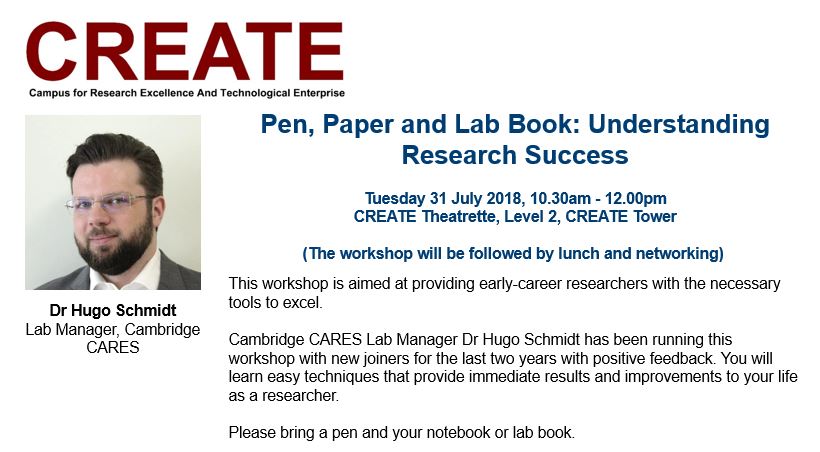 CREATE
Campus for Research Excellence And Technological Enterprise
Pen, Paper and Lab Book: Understanding
Research Success
Tuesday 31 July 2018, 10.30am - 12.00pm
CREATE Theatrette, Level 2, CREATE Tower
(The workshop will be followed by lunch and networking)
Dr Hugo Schmidt
Lab Manager, Cambridge
CARES
This workshop is aimed at providing early-career researchers with the necessary
tools to excel.
Cambridge CARES Lab Manager Dr Hugo Schmidt has been running this
workshop with new joiners for the last two years with positive feedback. You will
learn easy techniques that provide immediate results and improvements to your life
as a researcher.
Please bring a pen and your notebook or lab book.